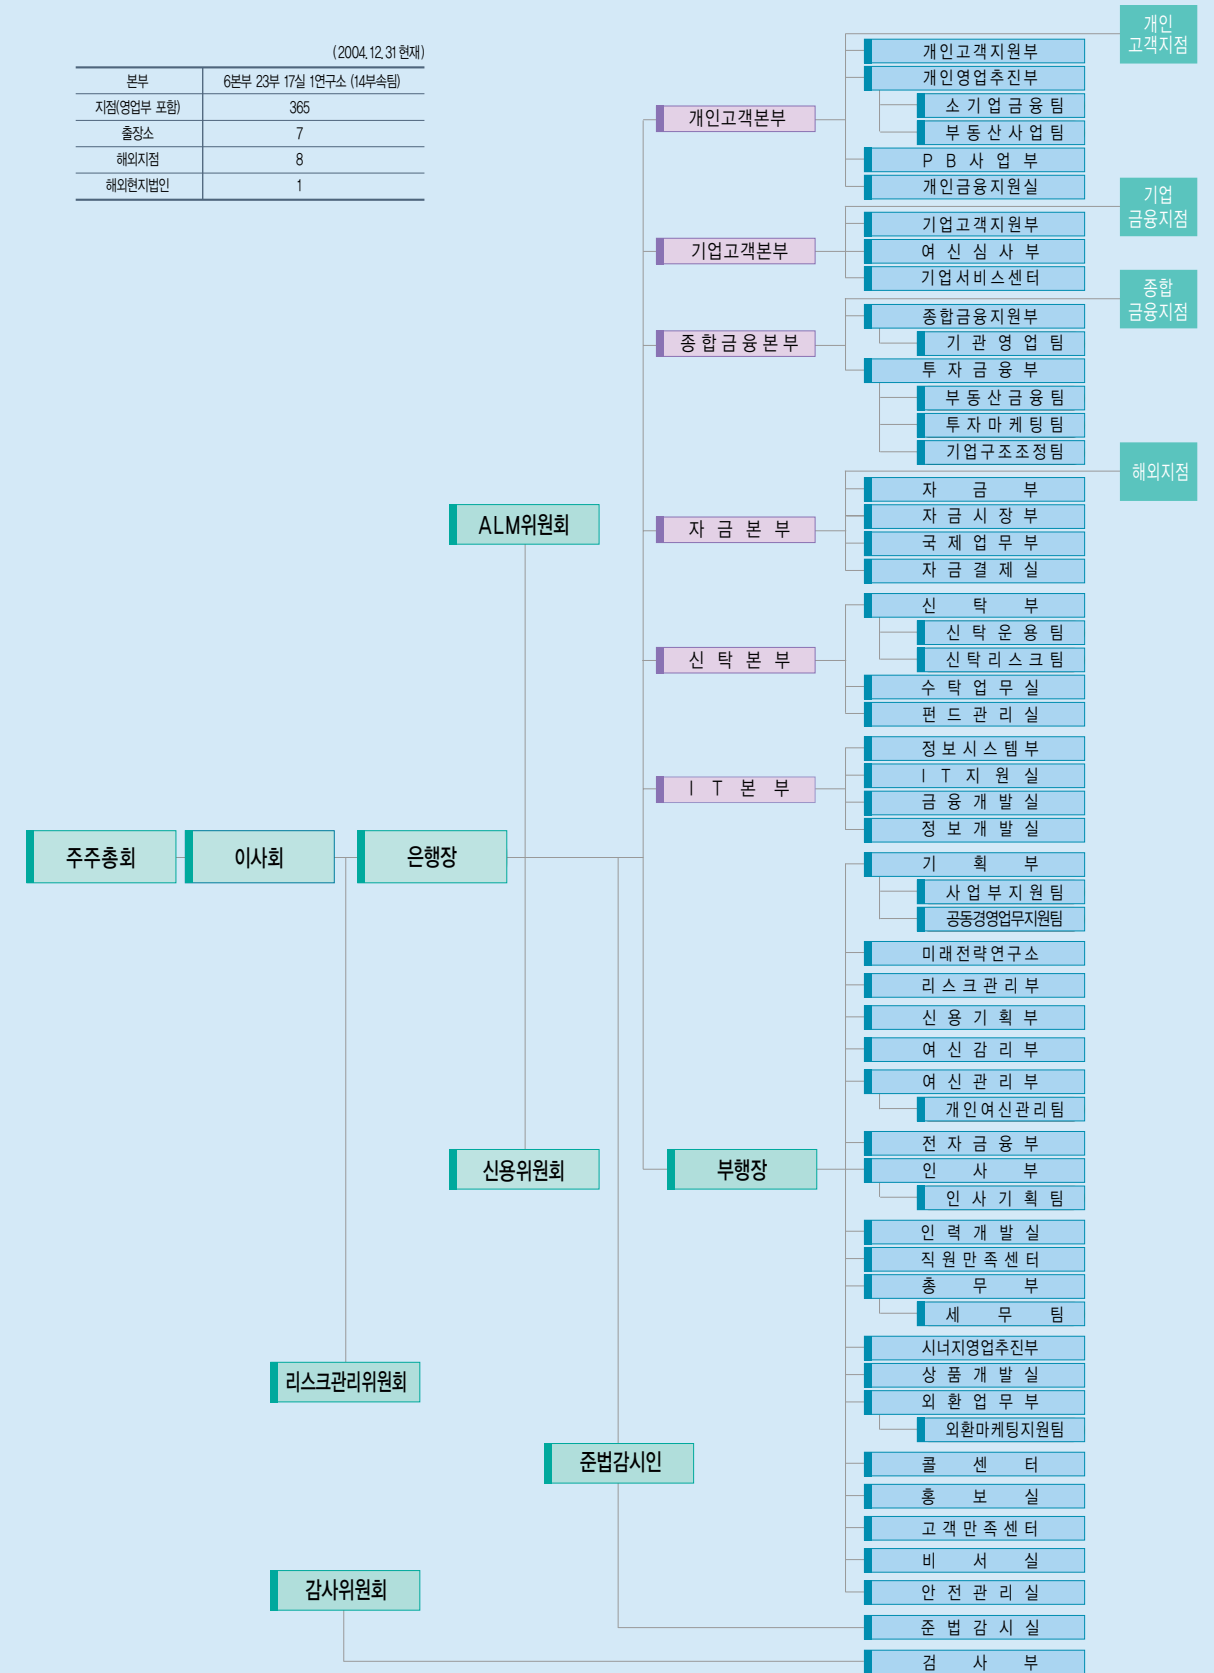 (2004.12.31 현재)
본부 6본부 23부 17실 1연구소 (14부속팀)
지점(영업부 포함) 365
출장소 7
해외지점 8
해외현지법인 1
주주총회
이사회
은행장
ALM위원회
신용위원회
리스크관리위원회
준법감시인
감사위원회
개인고객본부
개인
고객지점
개인고객지원부
개인영업추진부
소기업금융팀
부동산사업팀
PB사업부
개인금융지원실
기업고객본부
기업
금융지점
기업고객지원부
여신심사부
기업서비스센터
종합금융본부
종합
금융지점
종합금융지원부
기관영업팀
투자금융부
부동산금융팀
투자마케팅팀
기업구조조정팀
자금본부
해외지점
자금부
자금시장부
국제업무부
자금결제실
신탁본부
신탁부
신탁운용팀
신탁리스크팀
수탁업무실
펀드관리실
IT본부
정보시스템부
IT지원실
금융개발실
정보개발실
부행장
기획부
사업부지원팀
공동경영업무지원팀
미래전략연구소
리스크관리부
신용기획부
여신감리부
여신관리부
개인여신관리팀
전자금융부
인사부
인사기획팀
인력개발실
직원만족센터
총무부
세무팀
시너지영업추진부
상품개발실
외환업무부
외환마케팅지원팀
콜센터
홍보실
고객만족센터
비서실
안전관리실
준법감시실
검사부